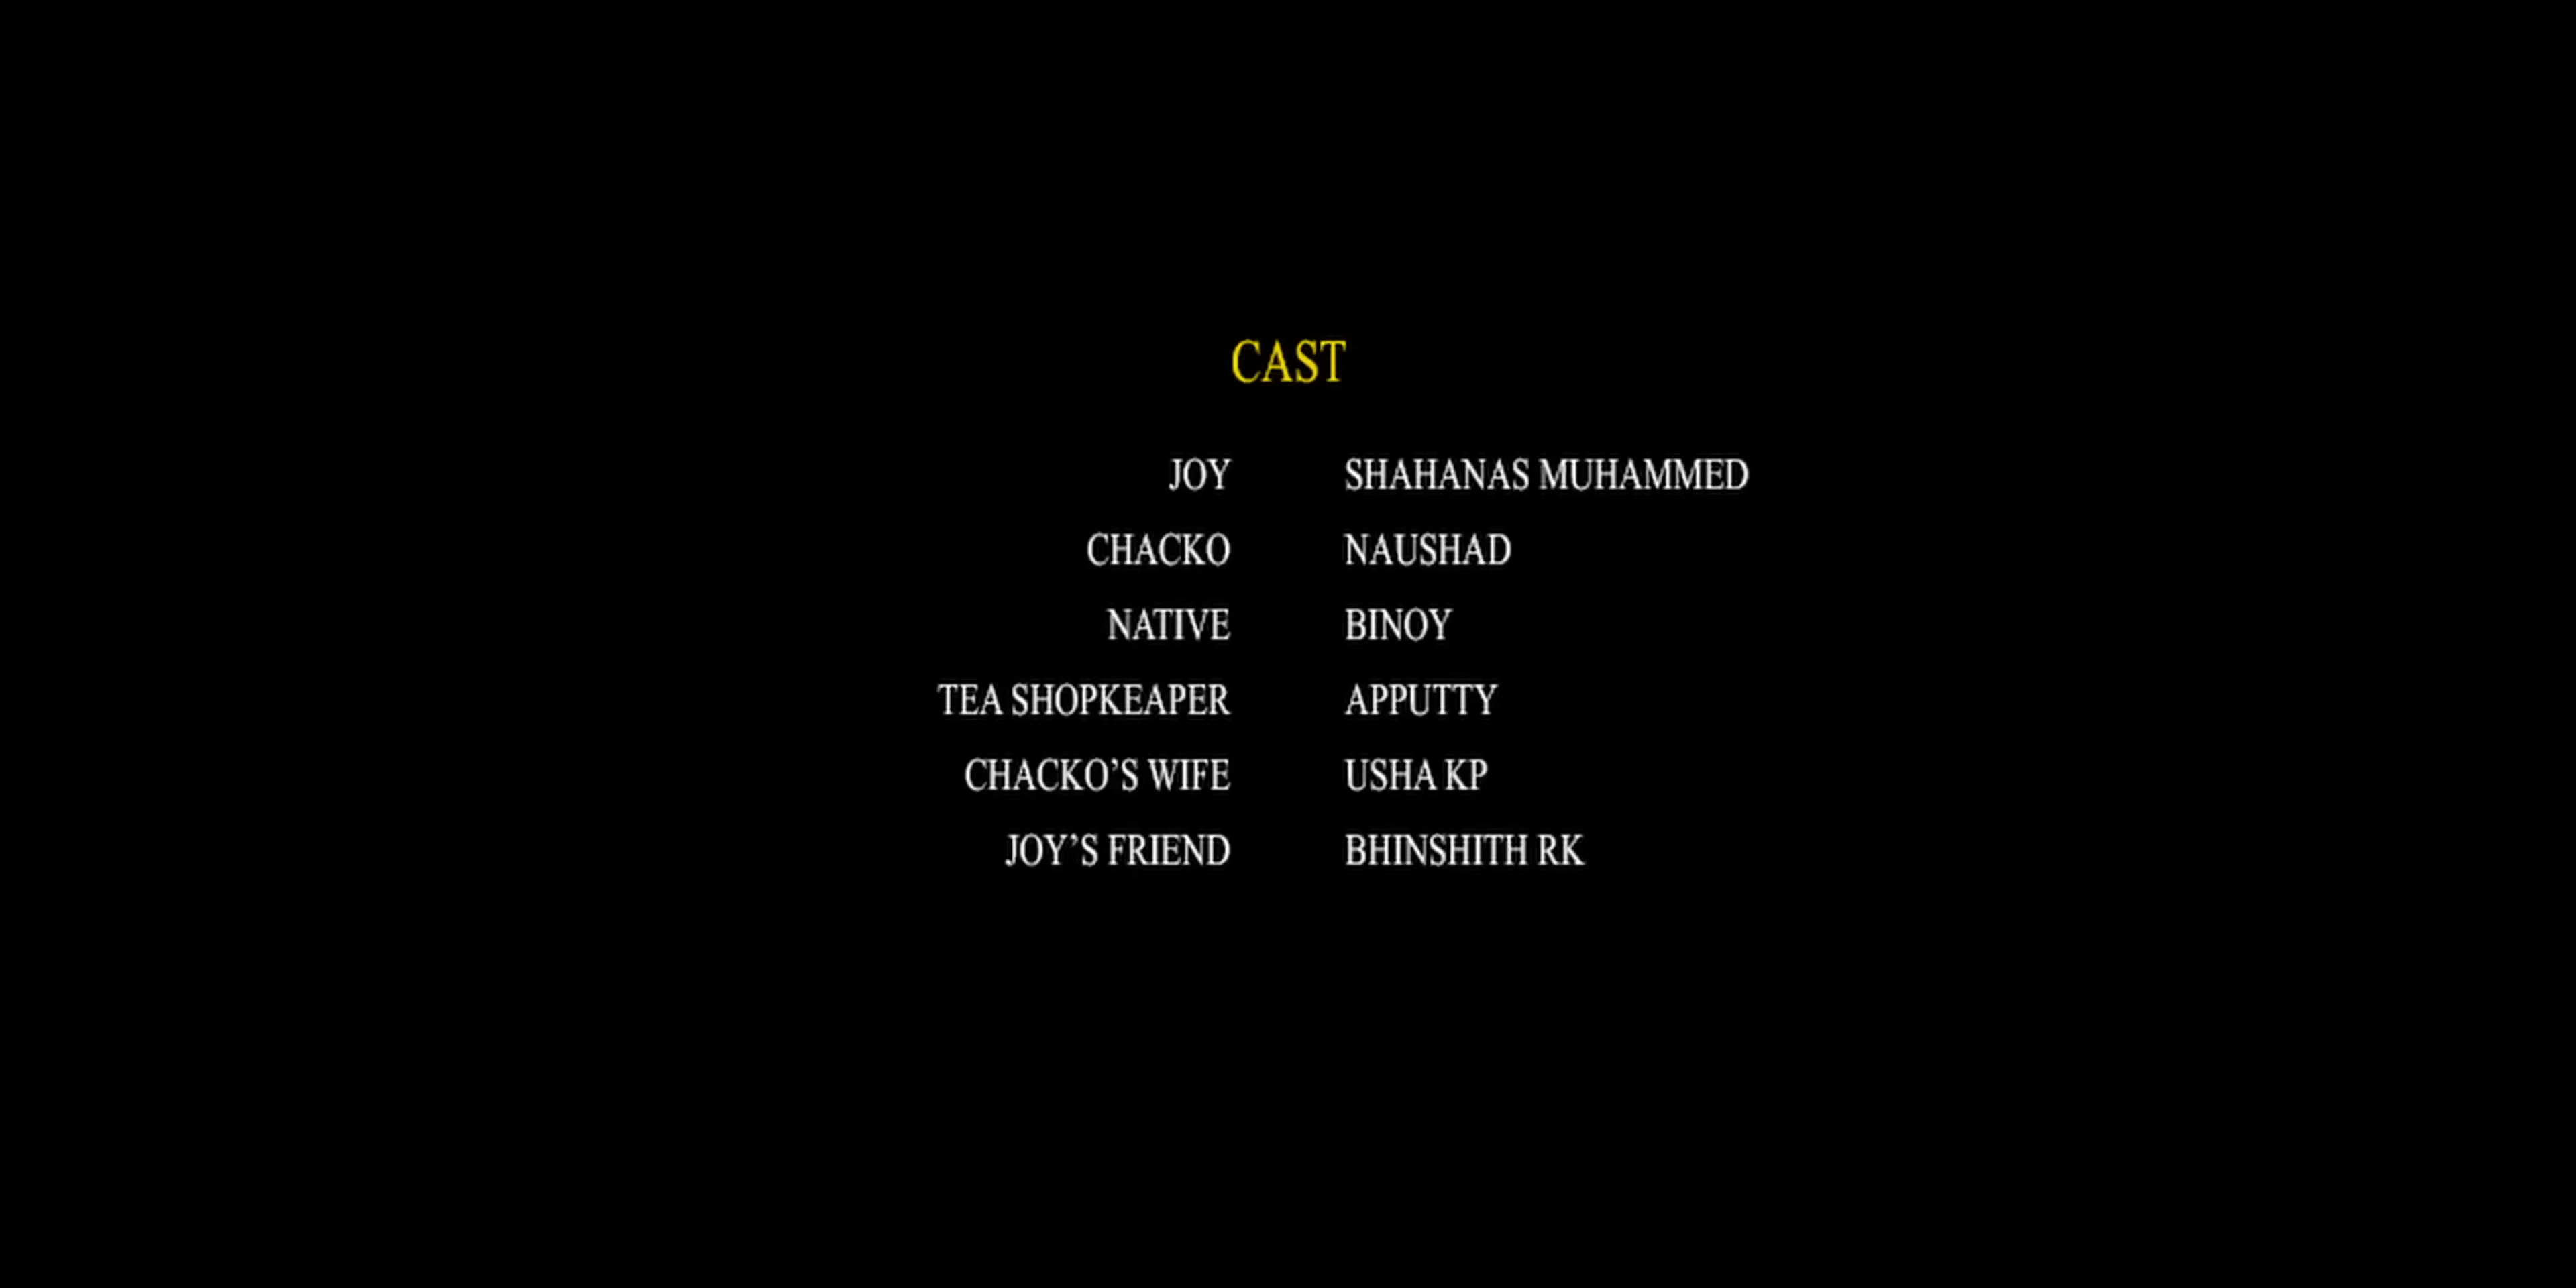 CAST
JOY SHAHANAS MUHAMMED
CHACKO NAUSHAD
NATIVE BINOY
TEA SHOPKEAPER APPUTTY
CHACKO’S WIFE USHA KP
JOY’S FRIEND BHINSHITH RK